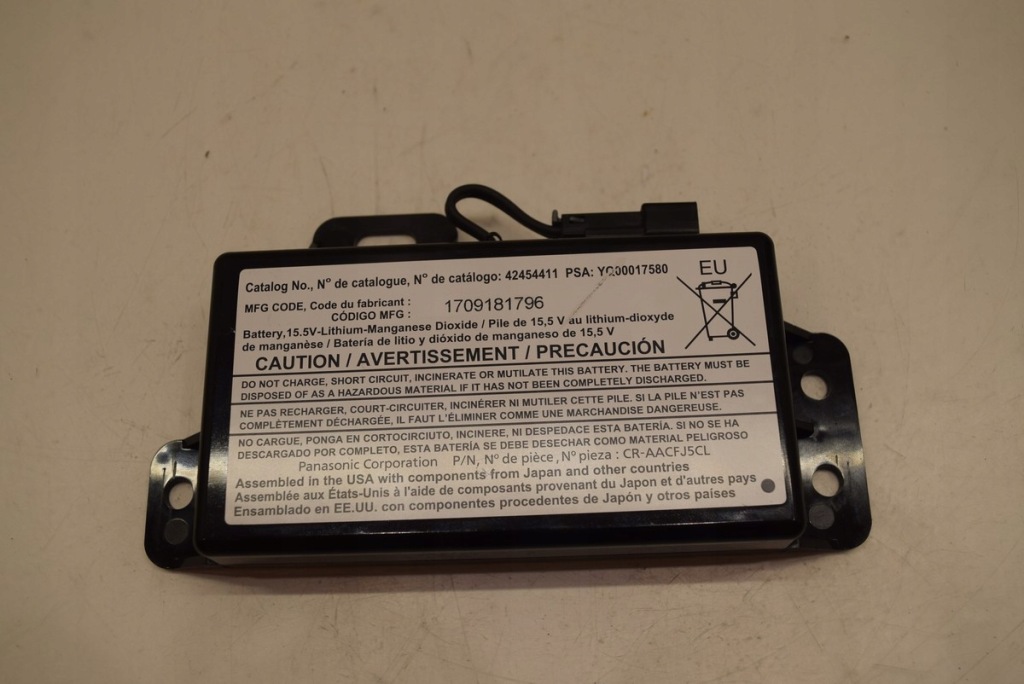 Catalog No., N° de catalogue, N° de catálogo: 42454411 PSA: YQ00017580
EU
MFG CODE, Code du fabricant :
CÓDIGO MFG :
1709181796
Battery,15.5V-Lithium-Manganese Dioxide / Pile de 15,5 V au lithium-dioxyde
de manganèse / Batería de litio y dióxido de manganeso de 15,5 V
CAUTION / AVERTISSEMENT / PRECAUCIÓN
DO NOT CHARGE, SHORT CIRCUIT, INCINERATE OR MUTILATE THIS BATTERY. THE BATTERY MUST BE
DISPOSED OF AS A HAZARDOUS MATERIAL IF IT HAS NOT BEEN COMPLETELY DISCHARGED.
NE PAS RECHARGER, COURT-CIRCUITER, INCINÉRER NI MUTILER CETTE PILE. SI LA PILE N'EST PAS
COMPLÈTEMENT DÉCHARGÉE, IL FAUT L'ÉLIMINER COMME UNE MARCHANDISE DANGEREUSE.
NO CARGUE, PONGA EN CORTOCIRCIUTO, INCINERE, NI DESPEDACE ESTA BATERÍA. SI NO SE HA
DESCARGADO POR COMPLETO, ESTA BATERÍA SE DEBE DESECHAR COMO MATERIAL PELIGROSO
Panasonic Corporation P/N, N° de pièce, N° pieza : CR-AACFJ5CL
Assembled in the USA with components from Japan and other countries
Assemblée aux États-Unis à l'aide de composants provenant du Japon et d'autres pays
Ensamblado en EE.UU. con componentes procedentes de Japón y otros países